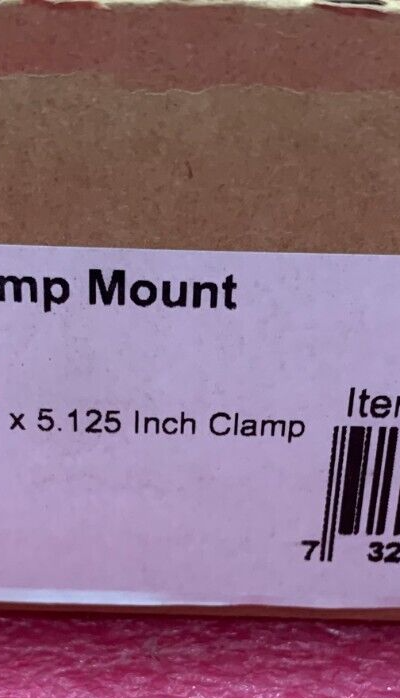 mp Mount
x 5.125 Inch Clamp
Iter
7 32